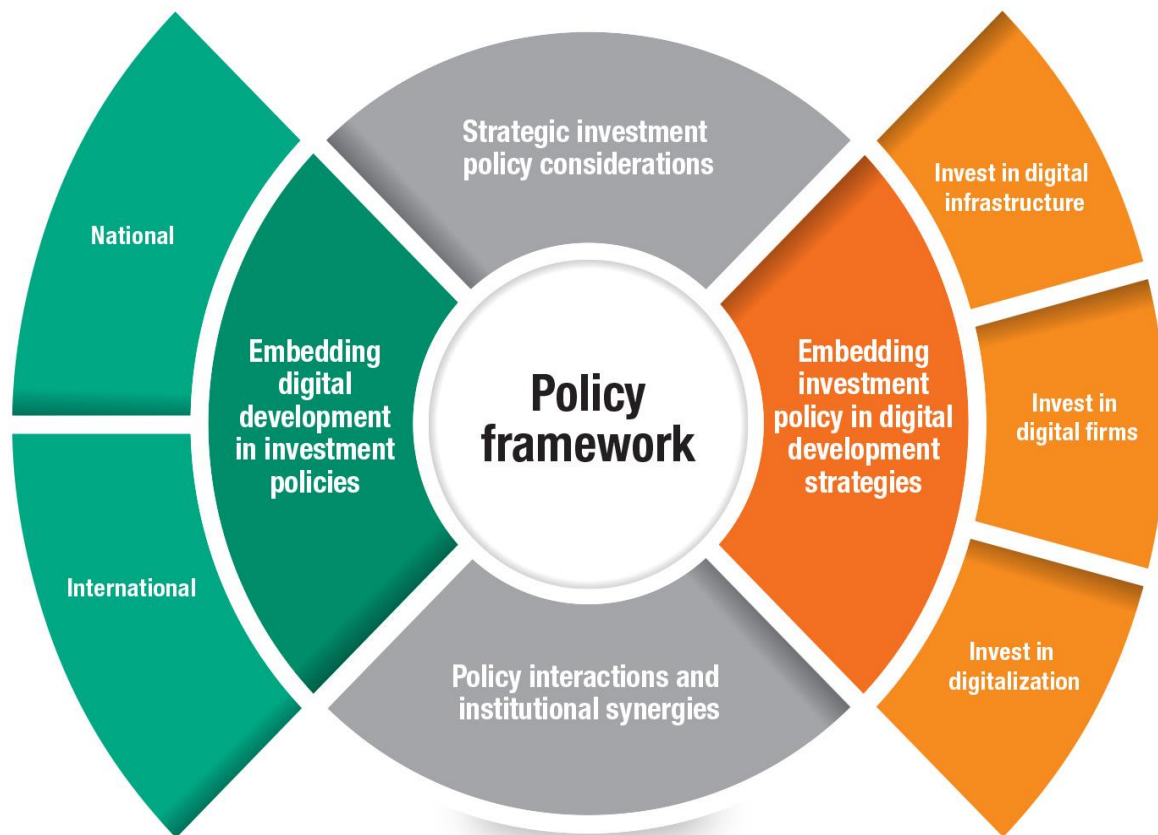 Strategic investment
policy considerations
National
International
Embedding
digital
development
in investment
policies
Policy
framework
Embedding
investment
policy in digital
development
strategies
Invest in digital
infrastructure
Invest in
digital firms
Invest in
digitalization
Policy interactions and
institutional synergies